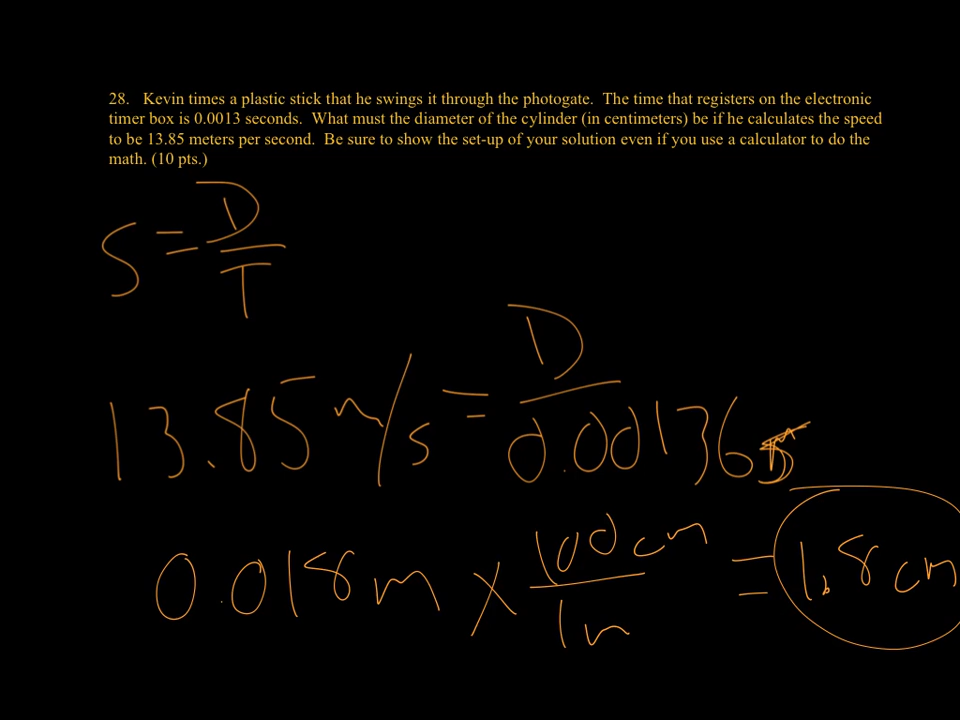 28. Kevin times a plastic stick that he swings it through the photogate. The time that registers on the electronic
timer box is 0.0013 seconds. What must the diameter of the cylinder (in centimeters) be if he calculates the speed
to be 13.85 meters per second. Be sure to show the set-up of your solution even if you use a calculator to do the
math. (10 pts.)
S = D
T
13.85 m/s = D
0.00136
0.018 m x 100 cm = 1.8 cm
1 m